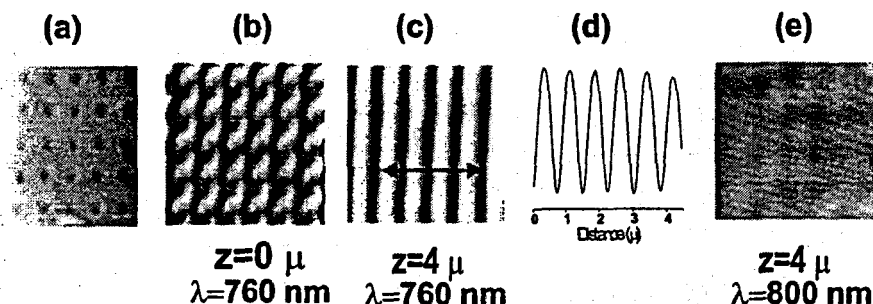 (a) (b) (c) (d) (e)
0 1 2 3 4
Distance(μ)
z=0 μ z=4 μ z=4 μ
λ=760 nm λ=760 nm λ=800 nm